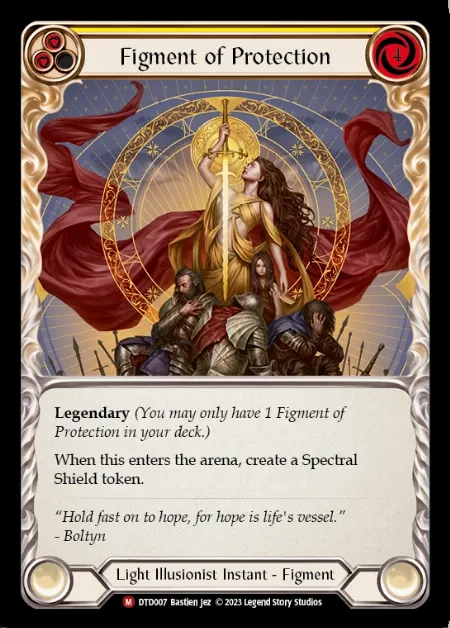 Figment of Protection
4
Legendary (You may only have 1 Figment of
Protection in your deck.)
When this enters the arena, create a Spectral
Shield token.
“Hold fast on to hope, for hope is life's vessel.”
- Boltyn
Light Illusionist Instant - Figment
M DTD007 Bastien Jez © 2023 Legend Story Studios